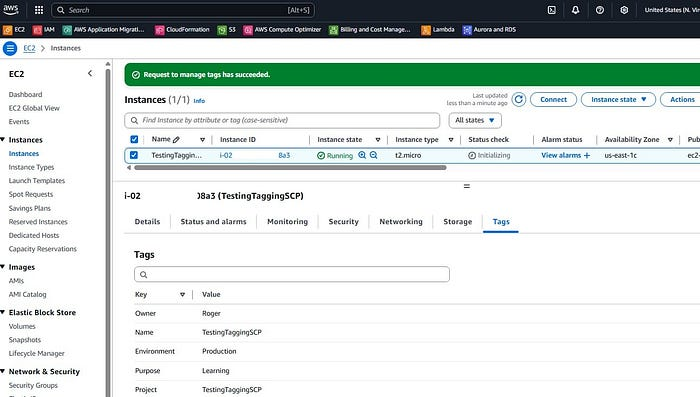 aws
Search [Alt+S] United States (N. Vir
EC2 IAM AWS Application Migrati... CloudFormation S3 AWS Compute Optimizer Billing and Cost Manage... Lambda Aurora and RDS
EC2 > Instances
EC2
Dashboard
EC2 Global View
Events
Instances
Instances
Instance Types
Launch Templates
Spot Requests
Savings Plans
Reserved Instances
Dedicated Hosts
Capacity Reservations
Images
AMIs
AMI Catalog
Elastic Block Store
Volumes
Snapshots
Lifecycle Manager
Network & Security
Security Groups
Request to manage tags has succeeded.
Instances (1/1) Info
Last updated
less than a minute ago
Connect Instance state Actions
Find Instance by attribute or tag (case-sensitive) All states
Name Instance ID Instance state Instance type Status check Alarm status Availability Zone Pub
TestingTaggin... i-02 8a3 Running t2.micro Initializing View alarms + us-east-1c ec2-
i-02 8a3 (TestingTaggingSCP)
Details Status and alarms Monitoring Security Networking Storage Tags
Tags
Key Value
Owner Roger
Name TestingTaggingSCP
Environment Production
Purpose Learning
Project TestingTaggingSCP